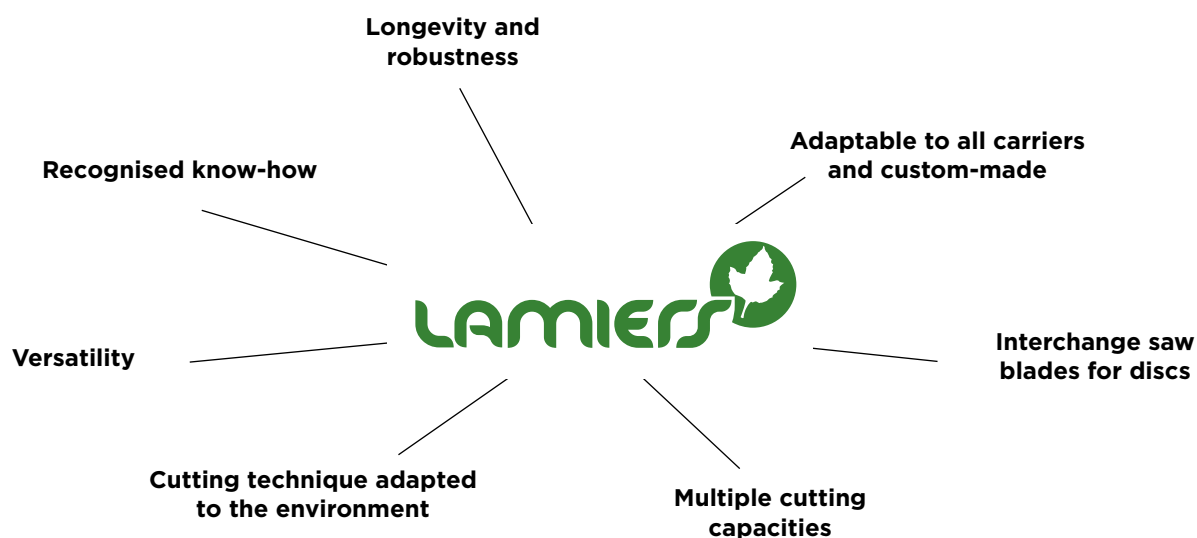 Longevity and
robustness
Adaptable to all carriers
and custom-made
Recognised know-how
LAMIERS
Interchange saw
blades for discs
Versatility
Cutting technique adapted
to the environment
Multiple cutting
capacities